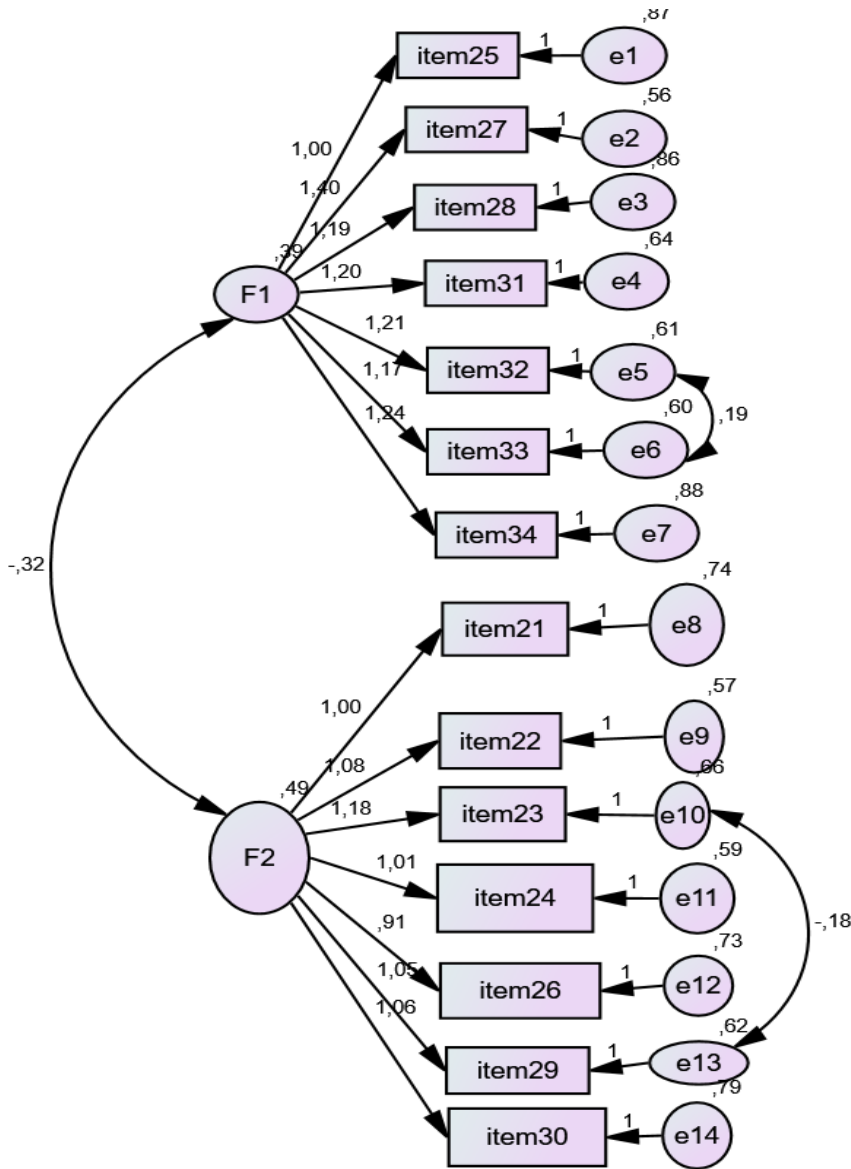 ,87
item25 1 e1
,56
item27 1 e2
1,00
,86
1,40
item28 1 e3
1,19
,39
,64
1,20
item31 1 e4
F1
1,21
,61
item32 1 e5
1,17
,60 ,19
1,24
item33 1 e6
,88
item34 1 e7
-,32
,74
item21 1 e8
,57
1,00
item22 1 e9
1,08
,66
,49
1,18
item23 1 e10
,59
F2
1,01
item24 1 e11
,91
-,18
,73
1,05
item26 1 e12
1,06
,62
item29 1 e13
,79
item30 1 e14